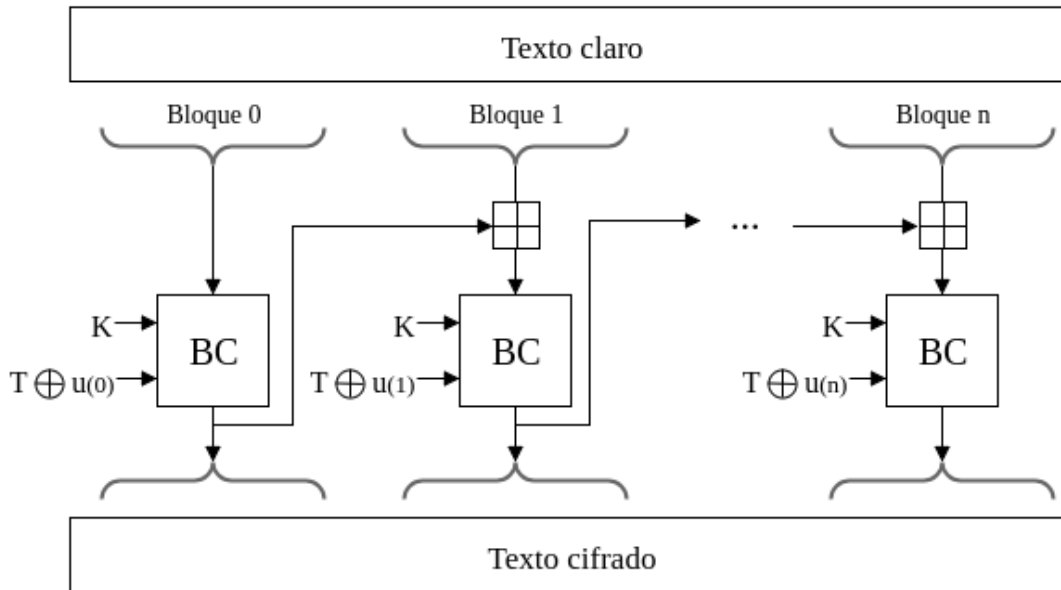 Texto claro
Bloque 0 Bloque 1 Bloque n
...
K BC K BC K BC
T ⊕ u(0) T ⊕ u(1) T ⊕ u(n)
Texto cifrado